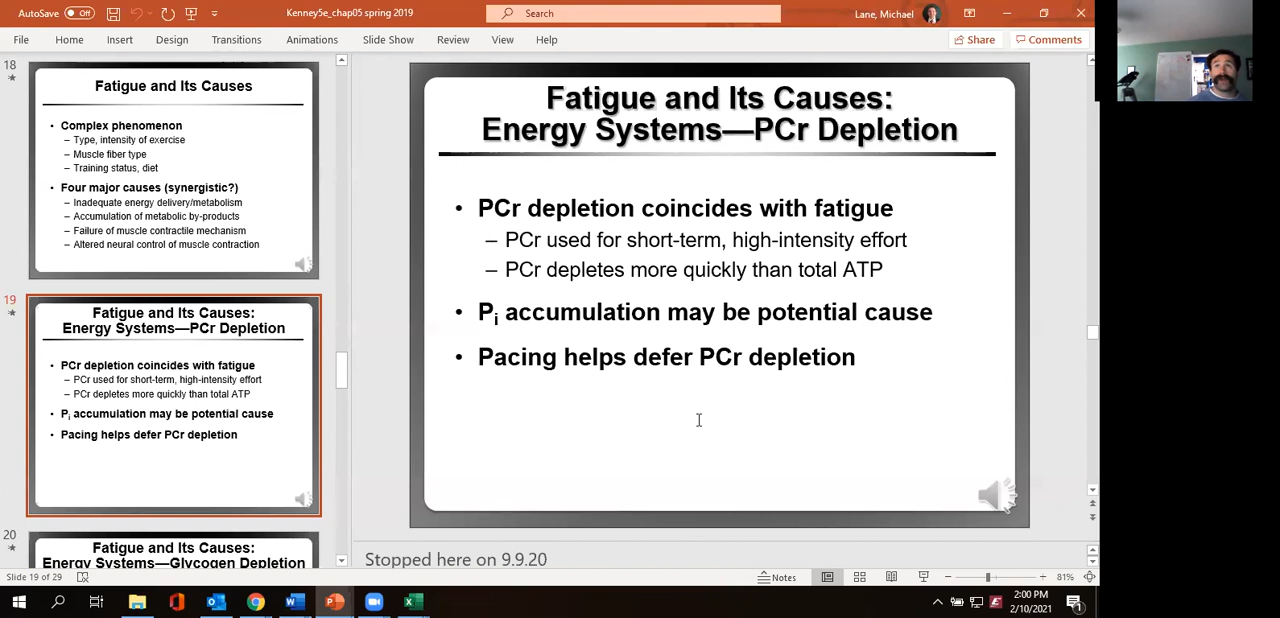 AutoSave Off
Kenney5e_chap05 spring 2019
Search
Lane, Michael
File Home Insert Design Transitions Animations Slide Show Review View Help
Share Comments
18
Fatigue and Its Causes
• Complex phenomenon
– Type, intensity of exercise
– Muscle fiber type
– Training status, diet
• Four major causes (synergistic?)
– Inadequate energy delivery/metabolism
– Accumulation of metabolic by-products
– Failure of muscle contractile mechanism
– Altered neural control of muscle contraction
19
Fatigue and Its Causes:
Energy Systems—PCr Depletion
• PCr depletion coincides with fatigue
– PCr used for short-term, high-intensity effort
– PCr depletes more quickly than total ATP
• Pi accumulation may be potential cause
• Pacing helps defer PCr depletion
20
Fatigue and Its Causes:
Energy Systems—Glycogen Depletion
Fatigue and Its Causes:
Energy Systems—PCr Depletion
• PCr depletion coincides with fatigue
– PCr used for short-term, high-intensity effort
– PCr depletes more quickly than total ATP
• Pi accumulation may be potential cause
• Pacing helps defer PCr depletion
Stopped here on 9.9.20
Slide 19 of 29
Notes
81%
2:00 PM
2/10/2021